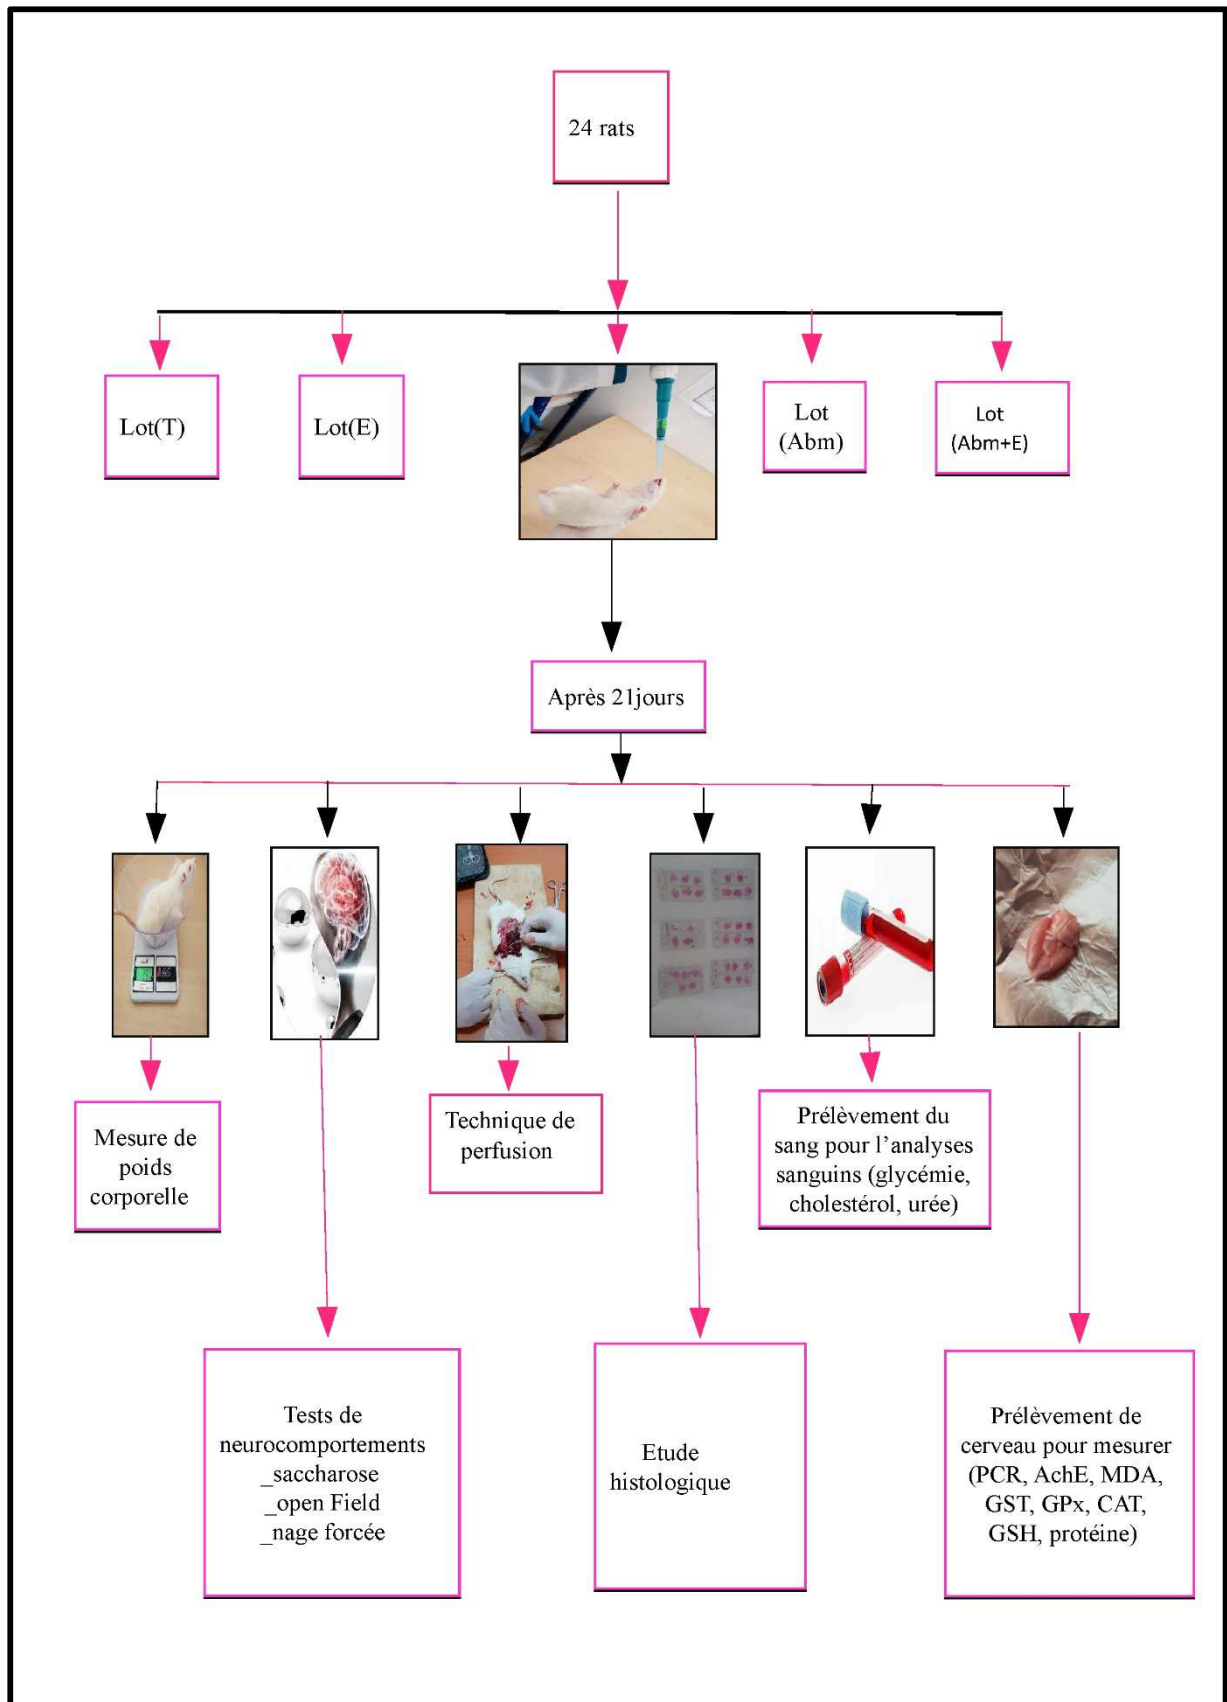 24 rats
Lot(T)
Lot(E)
Lot
(Abm)
Lot
(Abm+E)
Après 21jours
Mesure de
poids
corporelle
Technique de
perfusion
Prélèvement du
sang pour l’analyses
sanguins (glycémie,
cholestérol, urée)
Tests de
neurocomportements
_saccharose
_open Field
_nage forcée
Etude
histologique
Prélèvement de
cerveau pour mesurer
(PCR, AchE, MDA,
GST, GPx, CAT,
GSH, protéine)